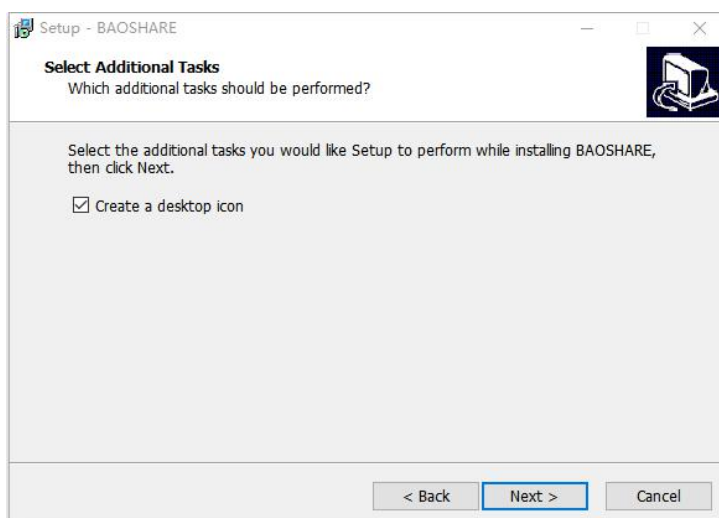 Setup - BAOSHARE
Select Additional Tasks
Which additional tasks should be performed?
Select the additional tasks you would like Setup to perform while installing BAOSHARE,
then click Next.
Create a desktop icon
< Back
Next >
Cancel